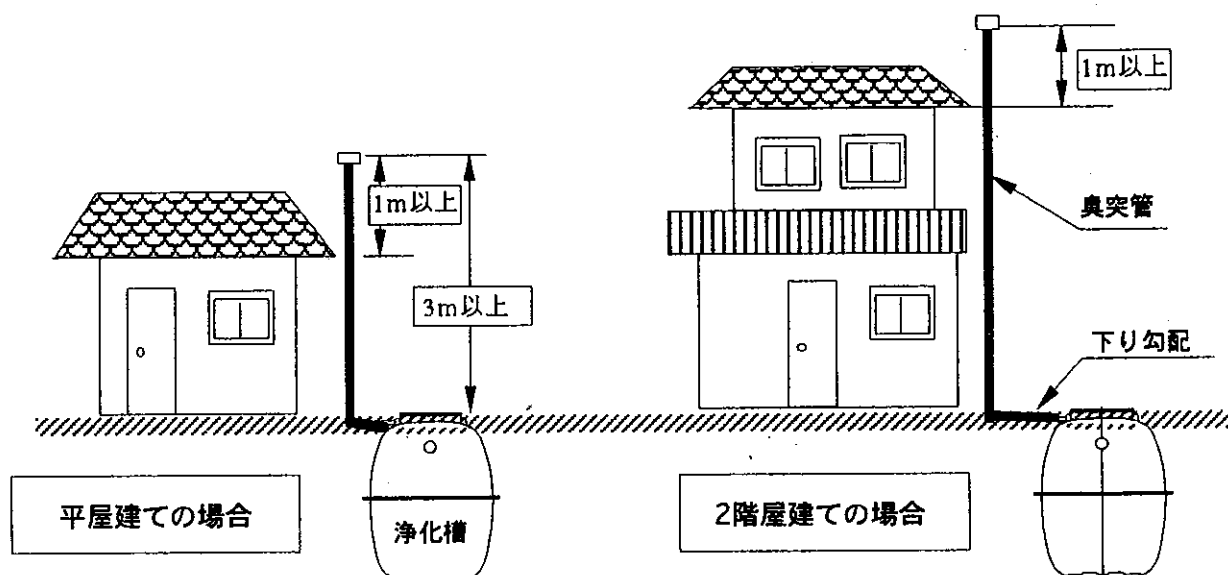 1m以上
3m以上
平屋建ての場合
浄化槽
1m以上
臭突管
下り勾配
2階屋建ての場合